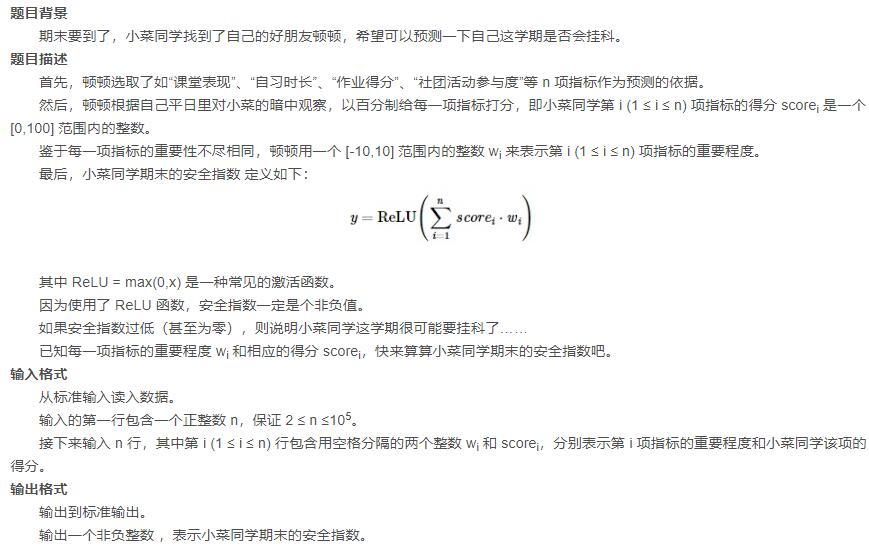 题目背景
期末要到了，小菜同学找到了自己的好朋友顿顿，希望可以预测一下自己这学期是否会挂科。
题目描述
首先，顿顿选取了如“课堂表现”、“自习时长”、“作业得分”、“社团活动参与度”等 n 项指标作为预测的依据。
然后，顿顿根据自己平日里对小菜的暗中观察，以百分制给每一项指标打分，即小菜同学第 i (1 ≤ i ≤ n) 项指标的得分 scoreᵢ 是一个
[0,100] 范围内的整数。
鉴于每一项指标的重要性不尽相同，顿顿用一个 [-10,10] 范围内的整数 wᵢ 来表示第 i (1 ≤ i ≤ n) 项指标的重要程度。
最后，小菜同学期末的安全指数 定义如下：
y = ReLU(∑ⁿᵢ₌₁ scoreᵢ · wᵢ)
其中 ReLU = max(0,x) 是一种常见的激活函数。
因为使用了 ReLU 函数，安全指数一定是个非负值。
如果安全指数过低（甚至为零），则说明小菜同学这学期很可能要挂科了……
已知每一项指标的重要程度 wᵢ 和相应的得分 scoreᵢ，快来算算小菜同学期末的安全指数吧。
输入格式
从标准输入读入数据。
输入的第一行包含一个正整数 n，保证 2 ≤ n ≤10⁵。
接下来输入 n 行，其中第 i (1 ≤ i ≤ n) 行包含用空格分隔的两个整数 wᵢ 和 scoreᵢ，分别表示第 i 项指标的重要程度和小菜同学该项的
得分。
输出格式
输出到标准输出。
输出一个非负整数 ，表示小菜同学期末的安全指数。